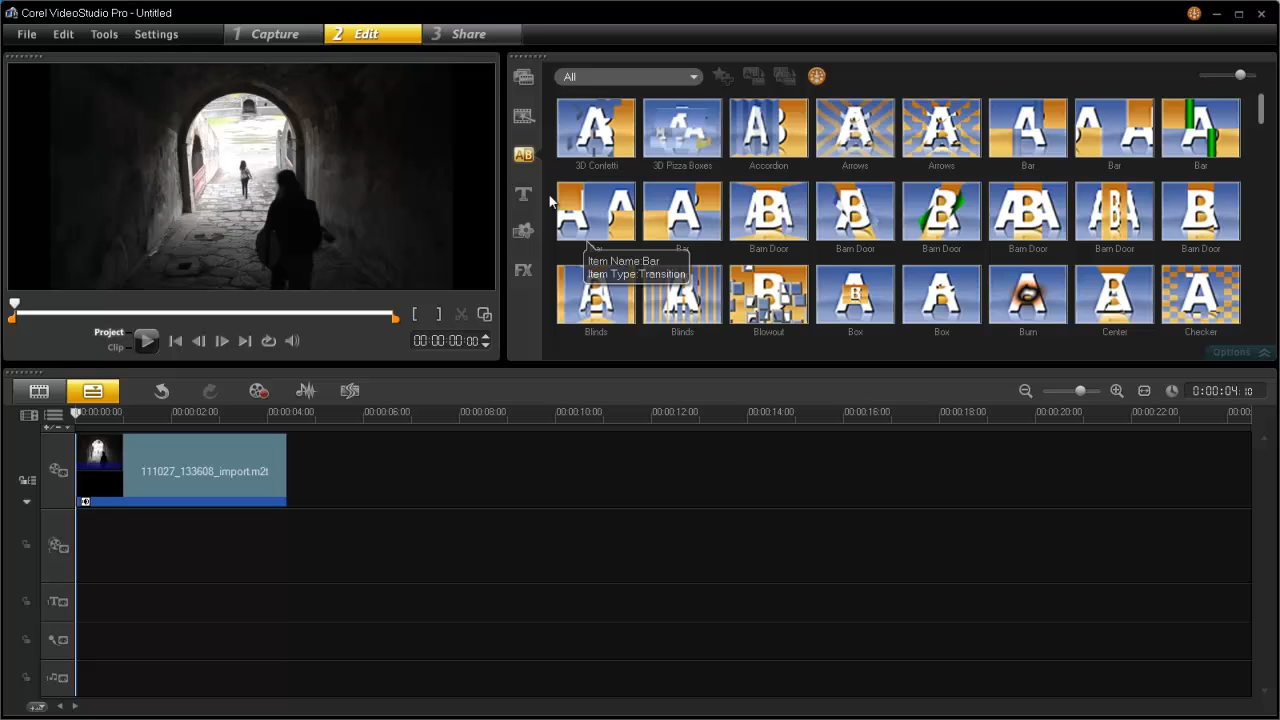 Corel VideoStudio Pro - Untitled
File Edit Tools Settings
1 Capture 2 Edit 3 Share
All
3D Confetti 3D Pizza Boxes Accordion Arrows Arrows Bar Bar Bar
Bar Barn Door Barn Door Barn Door Barn Door Barn Door Barn Door
Item Name:Bar
Item Type:Transition
Blinds Blinds Blowout Box Box Burn Center Checker
AB
T
FX
Project
Clip
00:00:00:00
Options
0:00:04:10
00:00:00:00 00:00:02:00 00:00:04:00 00:00:06:00 00:00:08:00 00:00:10:00 00:00:12:00 00:00:14:00 00:00:16:00 00:00:18:00 00:00:20:00 00:00:22:00 00:00:
111027_133608_import.m2t